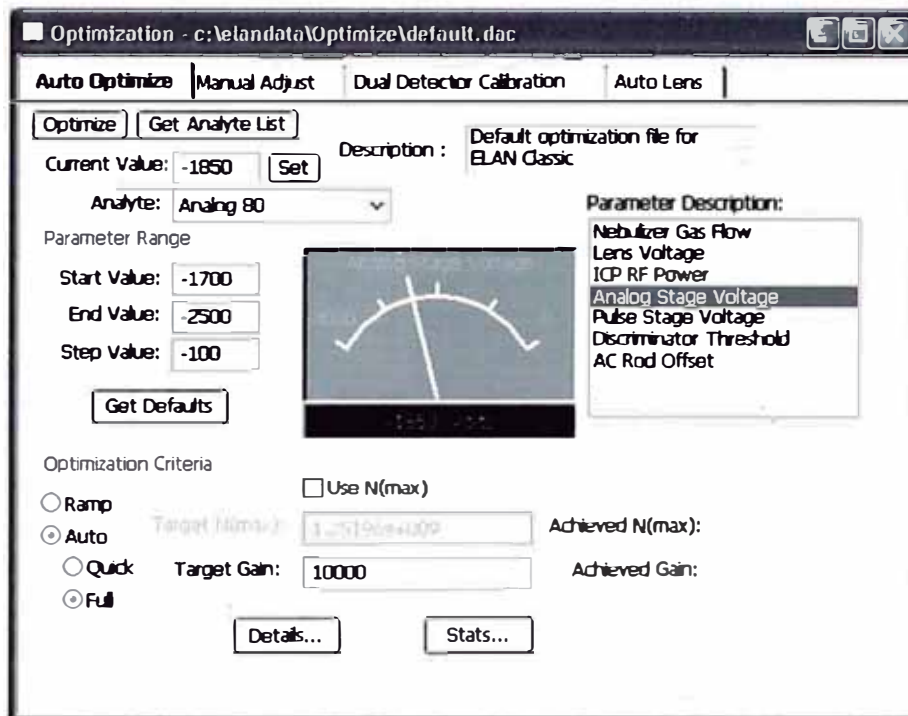 Optimization - c:\elandata\Optimize\default.dac
Auto Optimize Manual Adjust Dual Detector Calibration Auto Lens
Optimize Get Analyte List
Description : Default optimization file for
ELAN Classic
Current Value: -1850 Set
Analyte: Analog 80
Parameter Range
Start Value: -1700
End Value: -2500
Step Value: -100
Get Defaults
Parameter Description:
Nebulizer Gas Flow
Lens Voltage
ICP RF Power
Analog Stage Voltage
Pulse Stage Voltage
Discriminator Threshold
AC Rod Offset
Optimization Criteria
Ramp
Auto
Quick
Full
Use N(max)
Target N(max): Achieved N(max):
Target Gain: 10000 Achieved Gain:
Details... Stats...